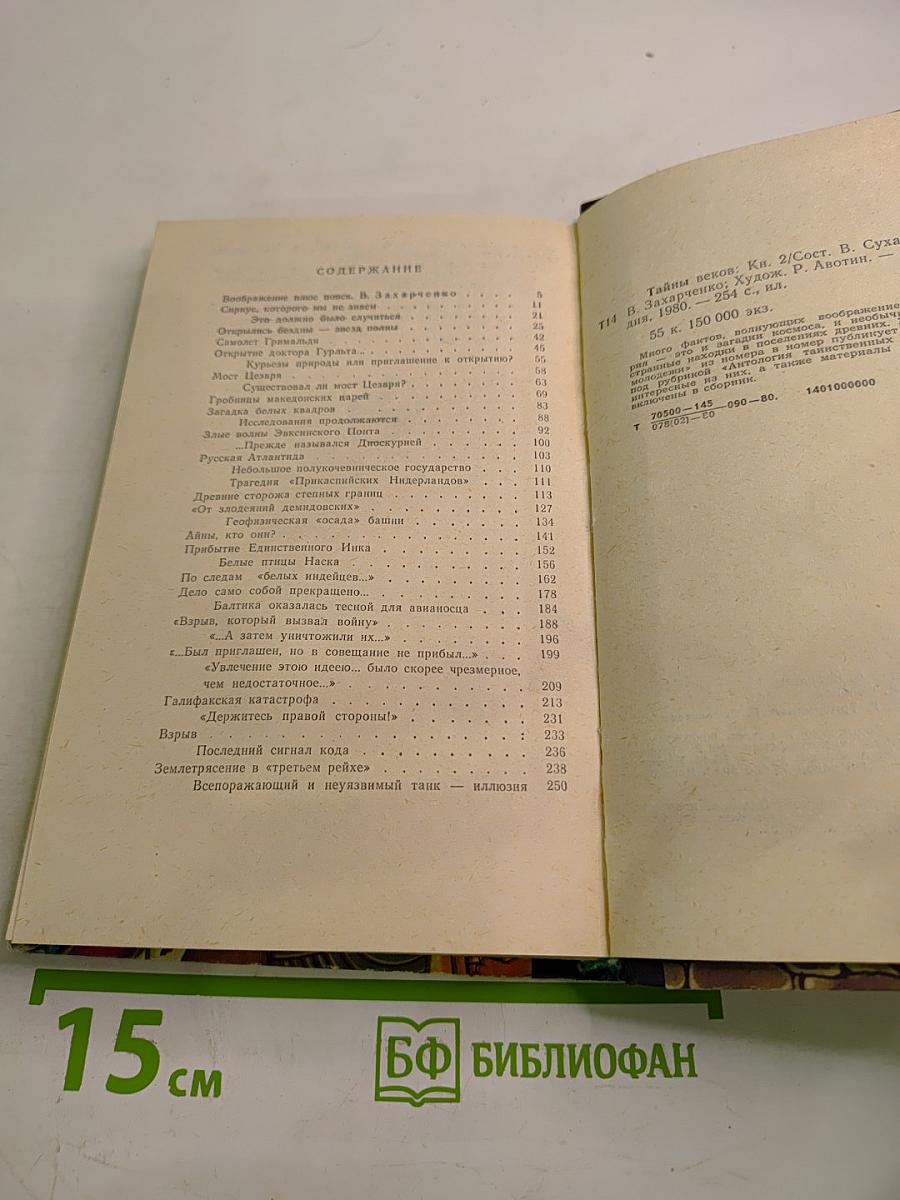 СОДЕРЖАНИЕ
Воображение плюс поиск. В. Захарченко . . . . 5
Сириус, которого мы не знаем . . . . . . . . 11
Это должно было случиться . . . . . . . 21
Открылись бездны — звезд полны . . . . . . . 25
Самолет Гримальди . . . . . . . . . . 42
Открытие доктора Гурльта... . . . . . . . . . 45
Курьезы природы или приглашение к открытию? 55
Мост Цезаря . . . . . . . . . . . 58
Существовал ли мост Цезаря? . . . . . . . 63
Гробницы македонских царей . . . . . . . . 69
Загадка белых квадров . . . . . . . . . 83
Исследования продолжаются . . . . . . . 88
Злые волны Эвксинского Понта . . . . . . . 92
...Прежде назывался Диоскурией . . . . . 100
Русская Атлантида . . . . . . . . . . 103
Небольшое полукочевническое государство . . . 110
Трагедия «Прикаспийских Нидерландов» . . . 111
Древние сторожа степных границ . . . . . . . 113
«От злодеяний демидовских» . . . . . . . . 127
Геофизическая «осада» башни . . . . . . 134
Айны, кто они? . . . . . . . . . . . 141
Прибытие Единственного Инка . . . . . . . . 152
Белые птицы Наска . . . . . . . . . 156
По следам «белых индейцев...» . . . . . . . . 162
Дело само собой прекращено... . . . . . . . . 178
Балтика оказалась тесной для авианосца . . . 184
«Взрыв, который вызвал войну» . . . . . . . . 188
«...А затем уничтожили их...» . . . . . . . 196
«...Был приглашен, но в совещание не прибыл...» . . . 199
«Увлечение этою идеею... было скорее чрезмерное,
чем недостаточное...» . . . . . . . . . 209
Галифакская катастрофа . . . . . . . . . . 213
«Держитесь правой стороны!» . . . . . . . 231
Взрыв . . . . . . . . . . . . . : 233
Последний сигнал кода . . . . . . . . . 236
Землетрясение в «третьем рейхе» . . . . . . . . 238
Всепоражающий и неуязвимый танк — иллюзия 250
Тайны веков: Кн. 2/Сост. В. Суха
Т14 В. Захарченко; Худож. Р. Авотин. —
дия, 1980. — 254 с., ил.
55 к. 150 000 экз.
Много фактов, волнующих воображение
рия — это и загадки космоса, и необычн
странные находки в поселениях древних.
молодежи» из номера в номер публикует
под рубрикой «Антология таинственных
интересные из них, а также материалы
включены в сборник.
Т 70500—145
078(02)—80 —090—80. 1401000000
15 см
БФ БИБЛИОФАН